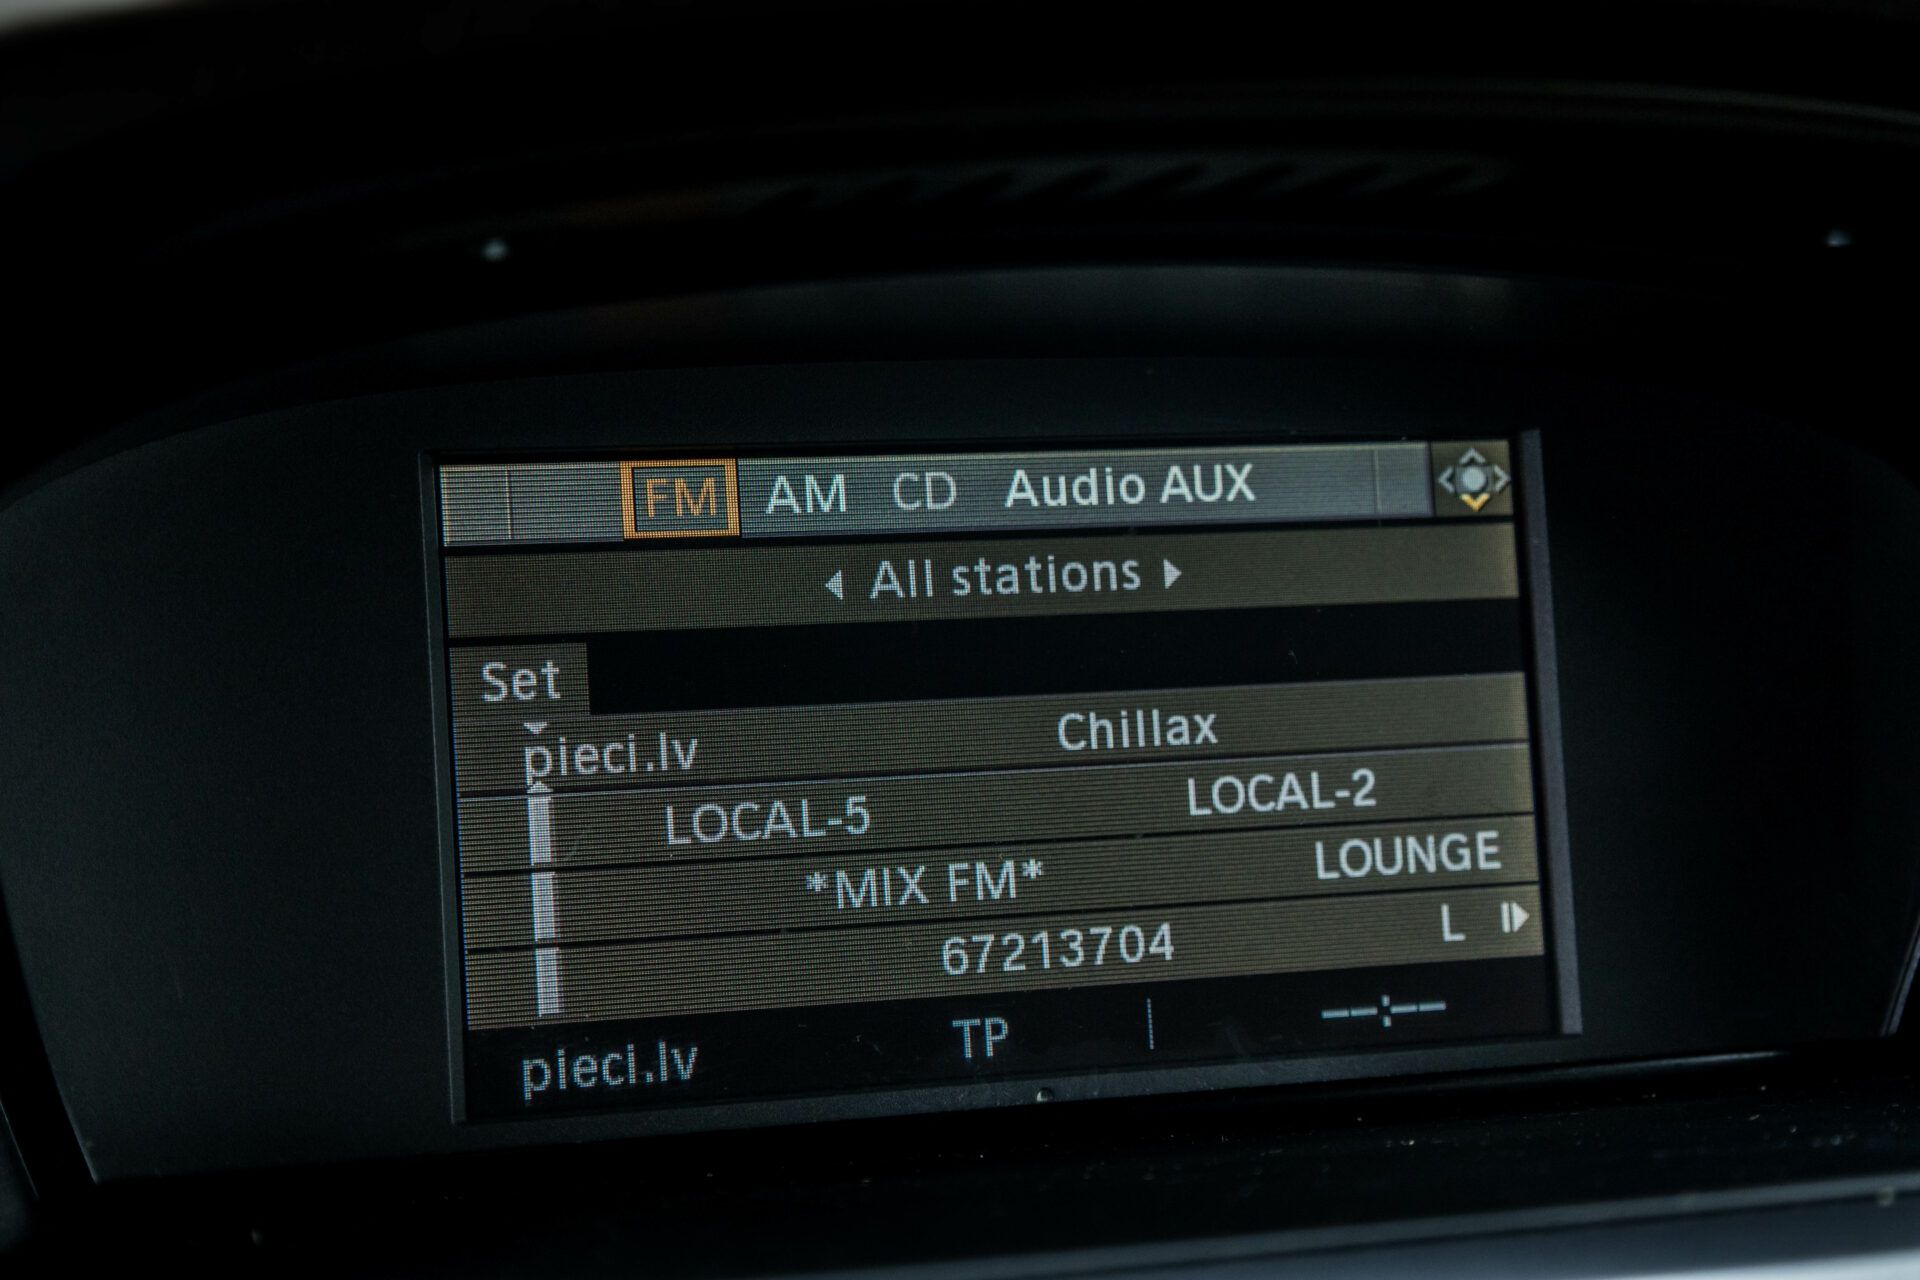 FM AM CD Audio AUX
All stations
Set
pieci.lv Chillax
LOCAL-5 LOCAL-2
*MIX FM* LOUNGE
67213704 L
pieci.lv TP --:--